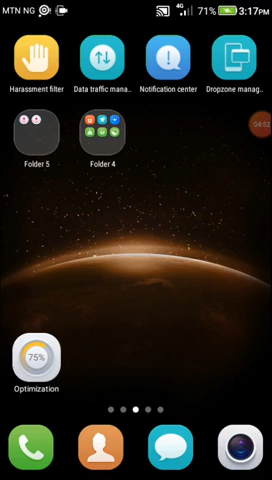 MTN NG 4G 71% 3:17PM
Harassment filter Data traffic mana.. Notification center Dropzone manag..
04:52
Folder 5 Folder 4
75%
Optimization